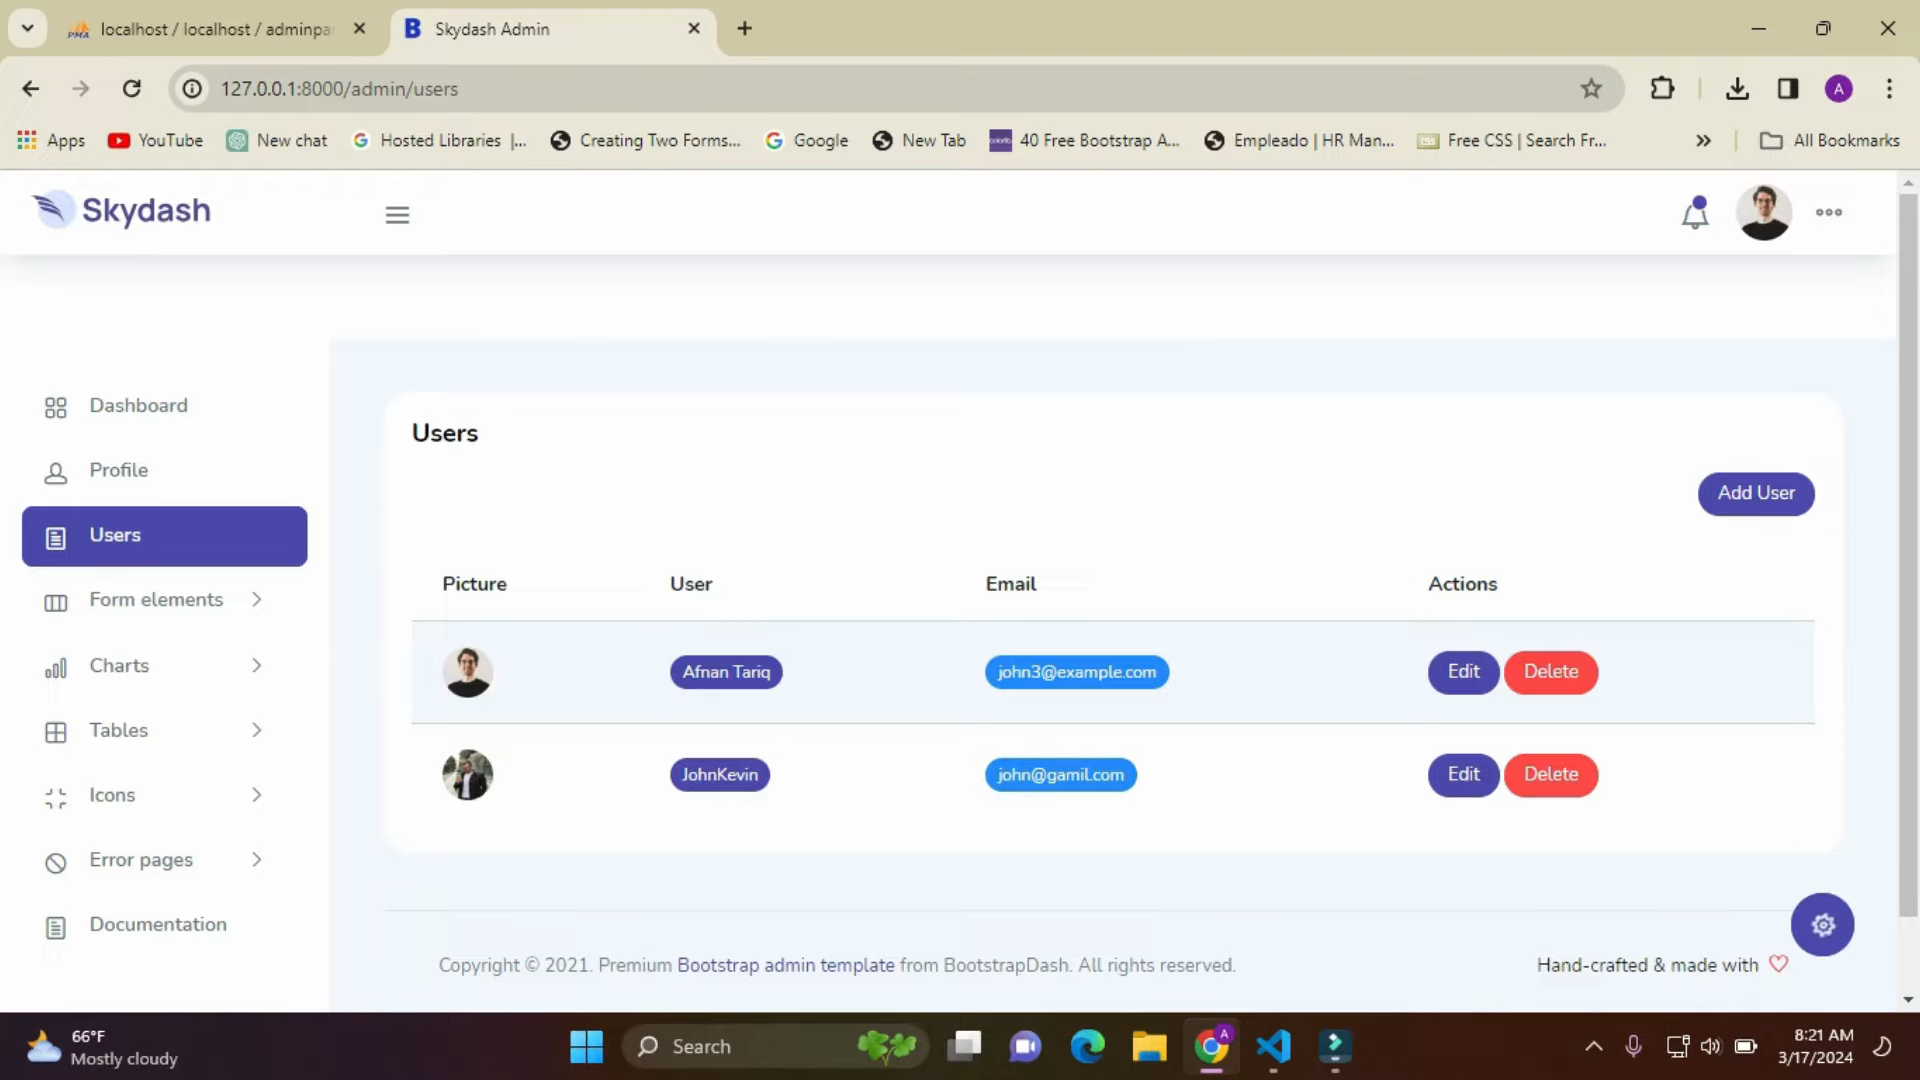 localhost / localhost / adminpa
Skydash Admin
127.0.0.1:8000/admin/users
A
Apps
YouTube
New chat
Hosted Libraries |...
Creating Two Forms...
Google
New Tab
40 Free Bootstrap A...
Empleado | HR Man...
Free CSS | Search Fr...
All Bookmarks
Skydash
Dashboard
Profile
Users
Form elements
Charts
Tables
Icons
Error pages
Documentation
Users
Add User
Picture User Email Actions
Afnan Tariq john3@example.com Edit Delete
JohnKevin john@gamil.com Edit Delete
Copyright © 2021. Premium Bootstrap admin template from BootstrapDash. All rights reserved.
Hand-crafted & made with
66°F
Mostly cloudy
Search
A
8:21 AM
3/17/2024